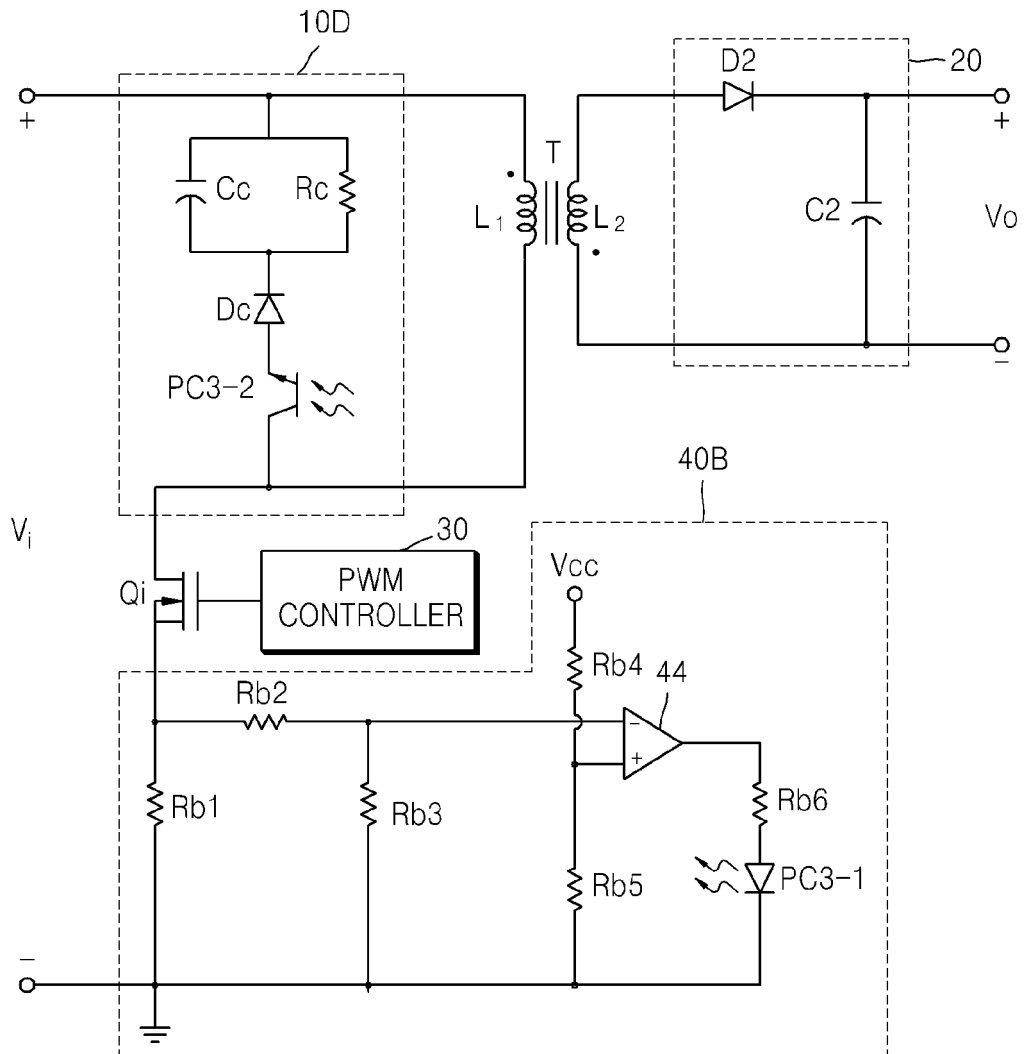 10D
D2
20
+
+
T
Cc
Rc
L1
L2
C2
Vo
Dc
PC3-2
−
40B
Vi
30
Qi
PWM
CONTROLLER
Vcc
Rb4
44
Rb2
−
+
Rb1
Rb3
Rb6
Rb5
PC3-1
−